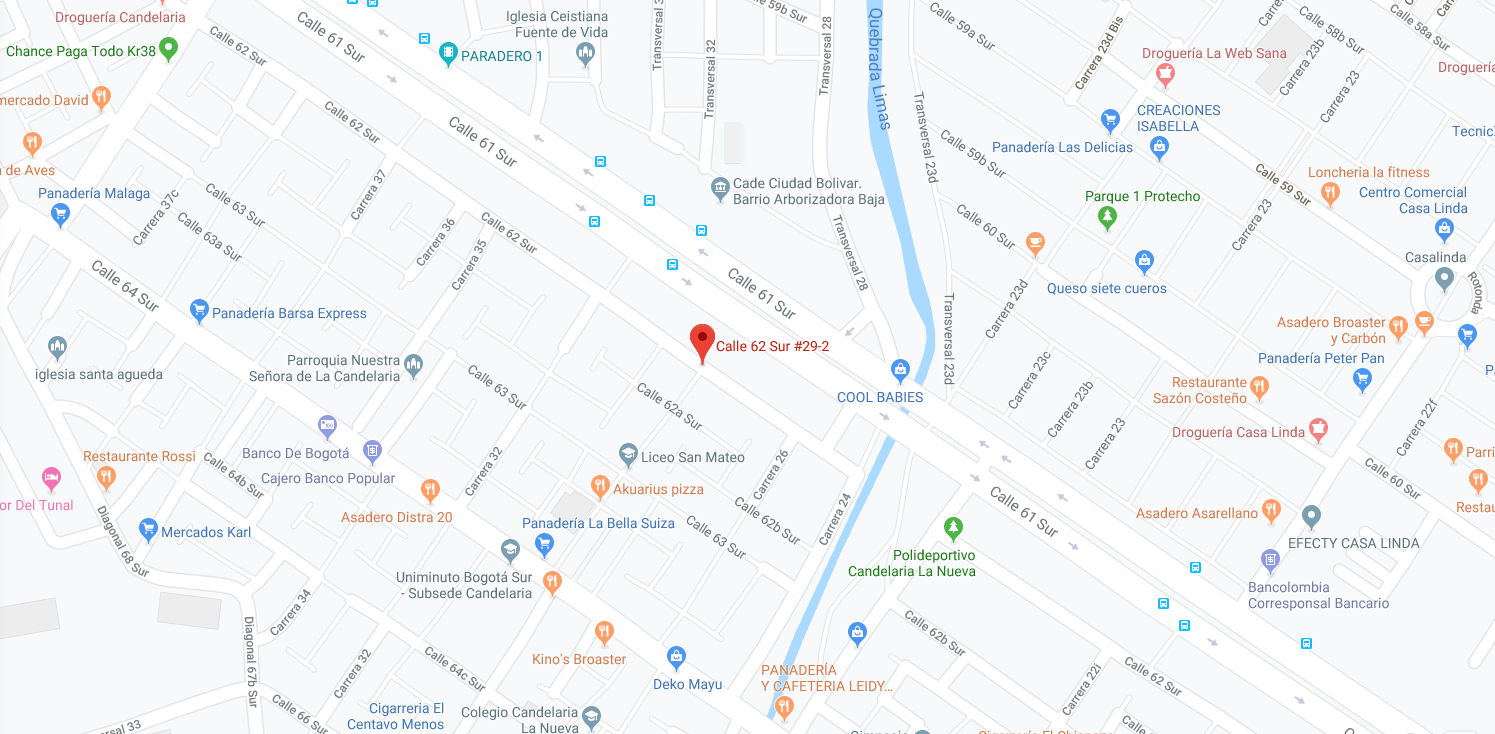 Droguería Candelaria
Chance Paga Todo Kr38
Calle 62 Sur
Calle 61 Sur
PARADERO 1
Iglesia Ceistiana
Fuente de Vida
Transversal 32
Calle 59b Sur
Transversal 28
Quebrada Limas
Calle 59a Sur
Carrera 23d Bis
Droguería La Web Sana
Carrera 23b
Calle 58b Sur
Calle 58a Sur
Carrera 23
Droguería
mercado David
de Aves
Calle 62 Sur
Calle 61 Sur
Transversal 23d
Calle 59b Sur
Panadería Las Delicias
CREACIONES
ISABELLA
Tecnic
Panadería Malaga
Carrera 37c
Calle 63 Sur
Calle 63a Sur
Carrera 37
Carrera 36
Carrera 35
Calle 62 Sur
Cade Ciudad Bolivar.
Barrio Arborizadora Baja
Transversal 28
Calle 60 Sur
Parque 1 Protecho
Calle 59 Sur
Loncheria la fitness
Centro Comercial
Casa Linda
Carrera 23
Casalinda
Rotonda
Queso siete cueros
Calle 64 Sur
Panadería Barsa Express
Calle 61 Sur
Transversal 23d
Carrera 23d
Asadero Broaster
y Carbón
Panadería Peter Pan
iglesia santa agueda
Parroquia Nuestra
Señora de La Candelaria
Calle 62 Sur #29-2
COOL BABIES
Carrera 23c
Carrera 23b
Carrera 23
Restaurante
Sazón Costeño
Droguería Casa Linda
Carrera 22f
Calle 63 Sur
Calle 62a Sur
Banco De Bogotá
Cajero Banco Popular
Restaurante Rossi
Calle 64b Sur
Carrera 32
Liceo San Mateo
Akuarius pizza
Carrera 26
Calle 60 Sur
Parri
Restau
or Del Tunal
Asadero Distra 20
Calle 62b Sur
Carrera 24
Calle 61 Sur
Asadero Asarellano
EFECTY CASA LINDA
Mercados Karl
Diagonal 68 Sur
Panadería La Bella Suiza
Calle 63 Sur
Uniminuto Bogotá Sur
- Subsede Candelaria
Polideportivo
Candelaria La Nueva
Bancolombia
Corresponsal Bancario
Carrera 34
Diagonal 67b Sur
Kino's Broaster
Calle 62b Sur
Carrera 32
Calle 64c Sur
Deko Mayu
PANADERÍA
Y CAFETERIA LEIDY...
Carrera 22i
Calle 62 Sur
Calle 66 Sur
Cigarreria El
Centavo Menos
Colegio Candelaria
La Nueva